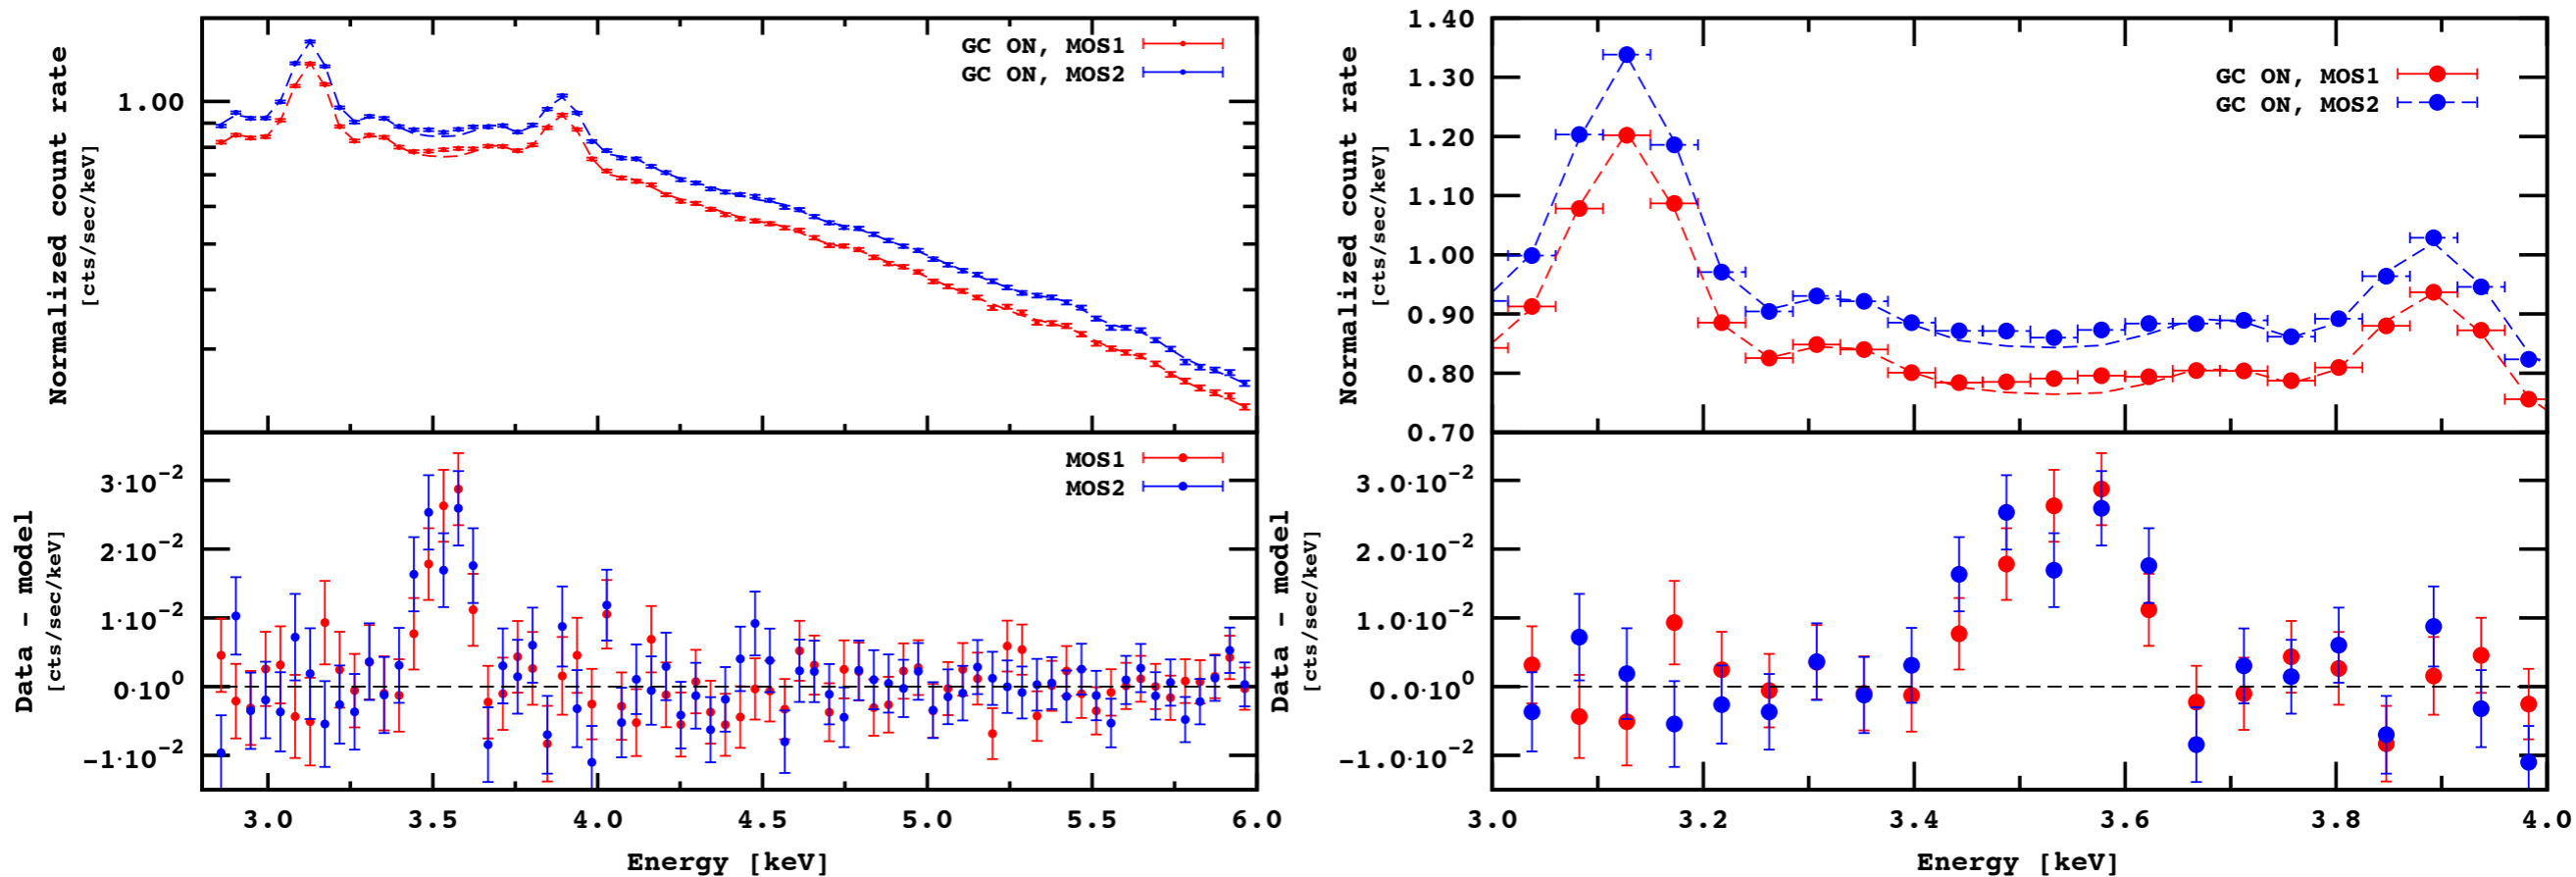 Normalized count rate
[cts/sec/keV]
1.00
GC ON, MOS1
GC ON, MOS2
Data - model
[cts/sec/keV]
3·10⁻²
2·10⁻²
1·10⁻²
0·10⁰
-1·10⁻²
MOS1
MOS2
3.0 3.5 4.0 4.5 5.0 5.5 6.0
Energy [keV]
Normalized count rate
[cts/sec/keV]
1.40
1.30
1.20
1.10
1.00
0.90
0.80
0.70
GC ON, MOS1
GC ON, MOS2
Data - model
[cts/sec/keV]
3.0·10⁻²
2.0·10⁻²
1.0·10⁻²
0.0·10⁰
-1.0·10⁻²
3.0 3.2 3.4 3.6 3.8 4.0
Energy [keV]